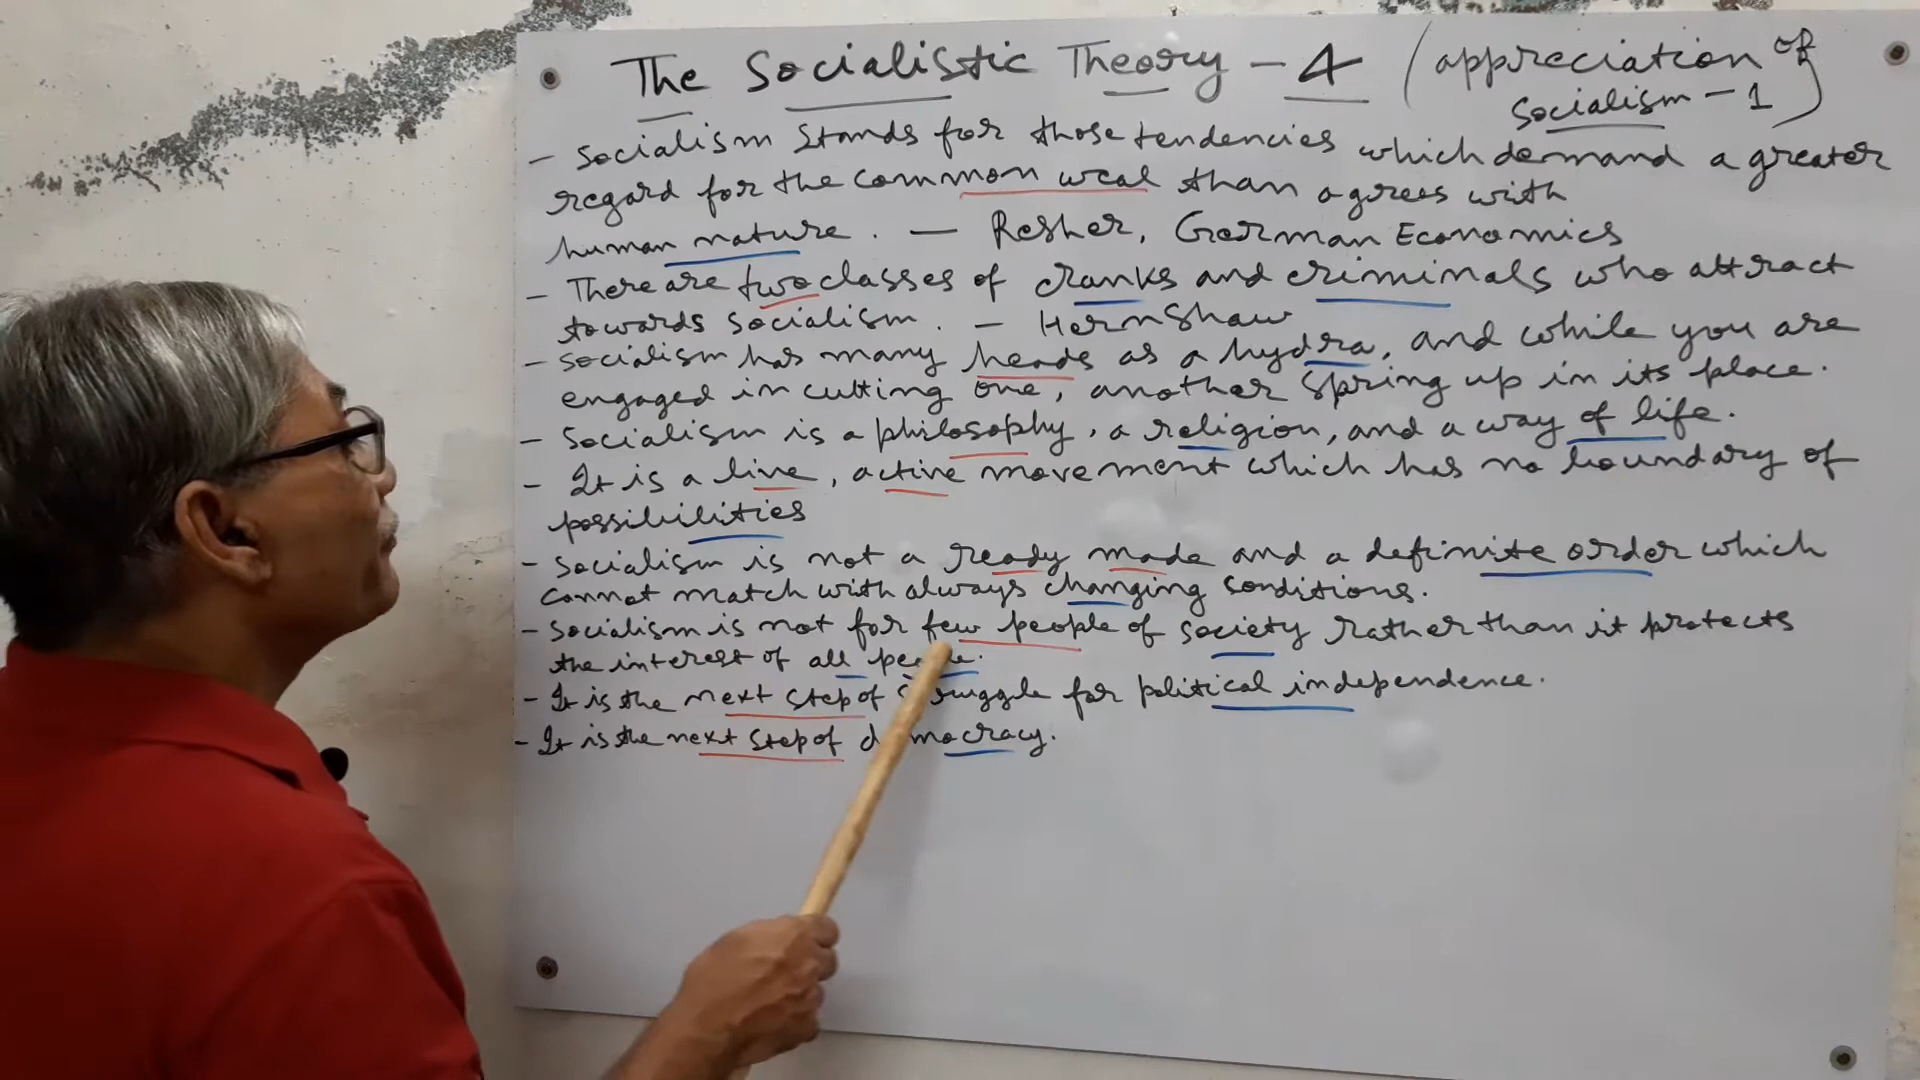 The Socialistic Theory - 4 (appreciation of
Socialism - 1)
- Socialism stands for those tendencies which demand a greater
regard for the common weal than agrees with
human nature. — Resher, German Economics
- There are two classes of cranks and criminals who attract
towards socialism. - Hernshaw
- socialism has many heads as a hydra, and while you are
engaged in cutting one, another spring up in its place.
- Socialism is a philosophy, a religion, and a way of life.
- It is a live, active movement which has no boundary of
possibilities
- Socialism is not a ready made and a definite order which
cannot match with always changing conditions.
- Socialism is not for few people of society rather than it protects
the interest of all people.
- It is the next step of struggle for political independence.
- It is the next step of democracy.